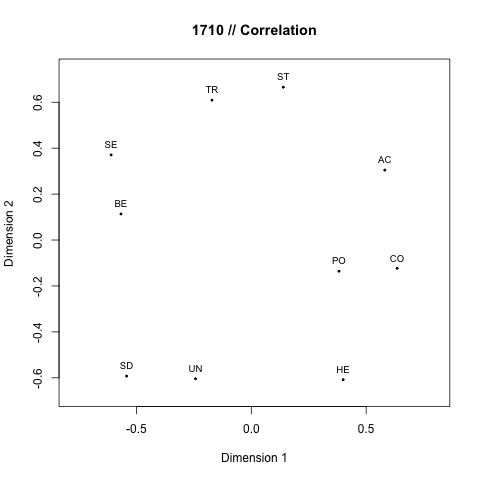 1710 // Correlation
ST
TR
SE
AC
BE
CO
PO
SD
UN
HE
0.6
0.4
0.2
0.0
-0.2
-0.4
-0.6
Dimension 2
-0.5
0.0
0.5
Dimension 1